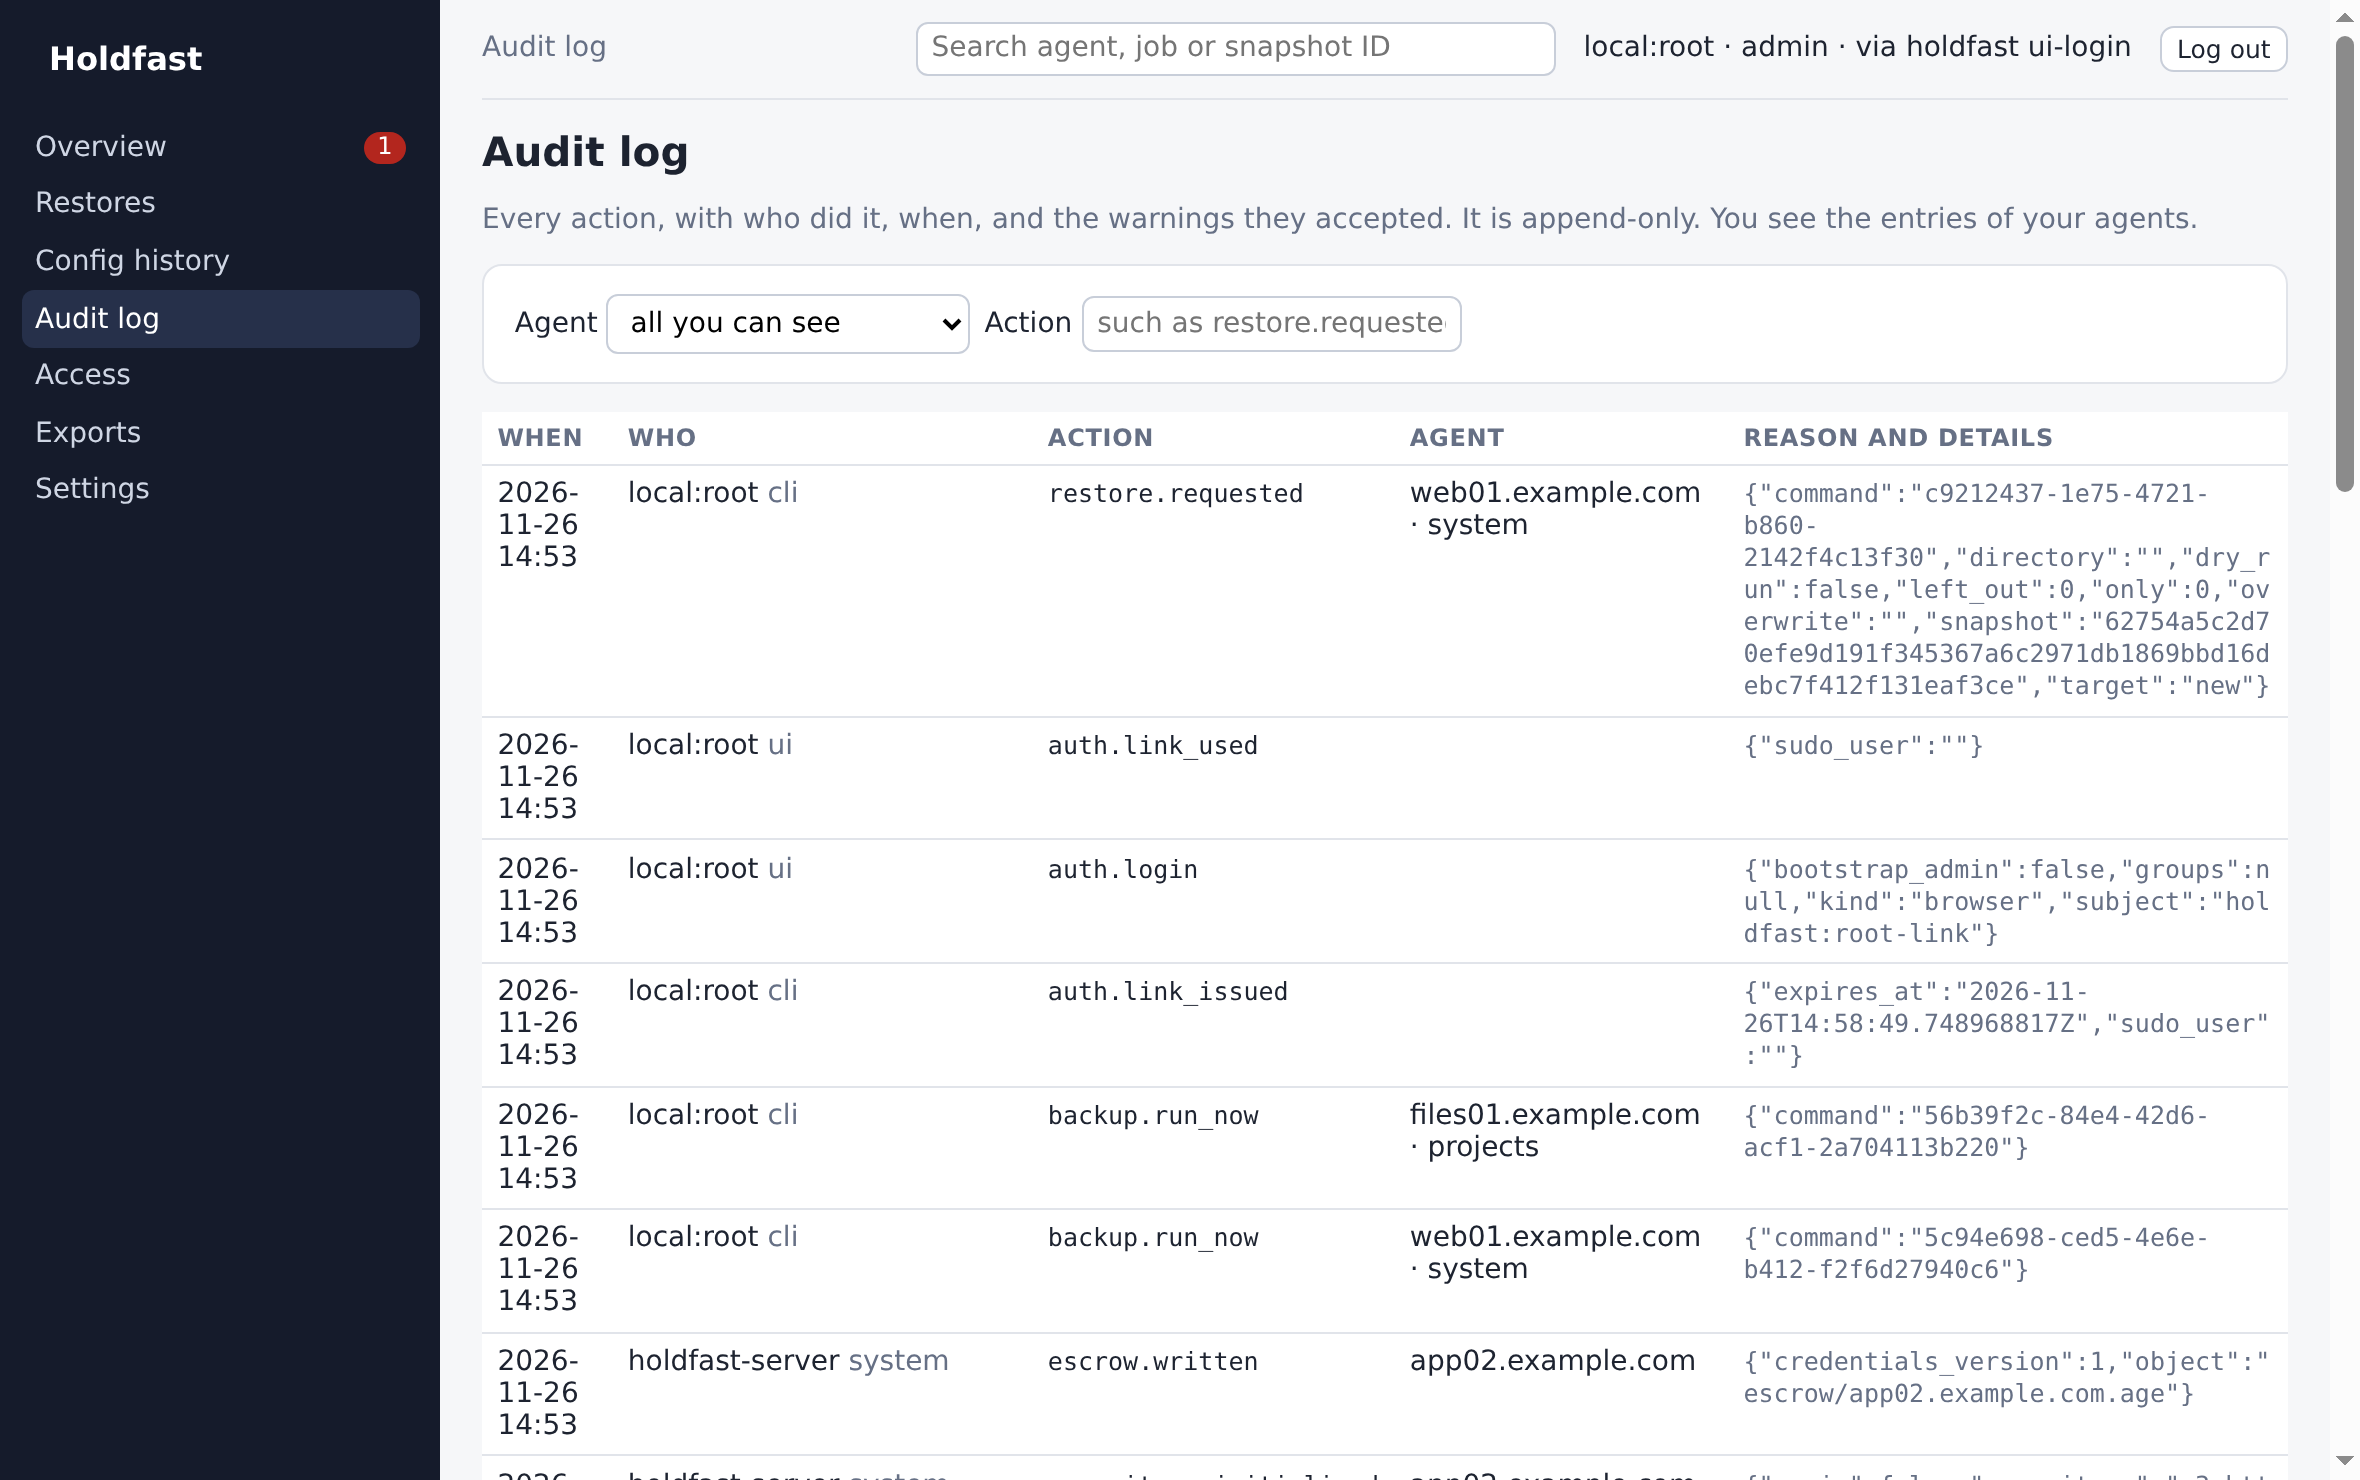 Holdfast
Overview 1
Restores
Config history
Audit log
Access
Exports
Settings
Audit log
Search agent, job or snapshot ID
local:root · admin · via holdfast ui-login
Log out
Audit log
Every action, with who did it, when, and the warnings they accepted. It is append-only. You see the entries of your agents.
Agent all you can see Action such as restore.requeste
WHEN WHO ACTION AGENT REASON AND DETAILS
2026-
11-26
14:53
local:root cli
restore.requested
web01.example.com
· system
{"command":"c9212437-1e75-4721-
b860-
2142f4c13f30","directory":"","dry_r
un":false,"left_out":0,"only":0,"ov
erwrite":"","snapshot":"62754a5c2d7
0efe9d191f345367a6c2971db1869bbd16d
ebc7f412f131eaf3ce","target":"new"}
2026-
11-26
14:53
local:root ui
auth.link_used
{"sudo_user":""}
2026-
11-26
14:53
local:root ui
auth.login
{"bootstrap_admin":false,"groups":n
ull,"kind":"browser","subject":"hol
dfast:root-link"}
2026-
11-26
14:53
local:root cli
auth.link_issued
{"expires_at":"2026-11-
26T14:58:49.748968817Z","sudo_user"
:""}
2026-
11-26
14:53
local:root cli
backup.run_now
files01.example.com
· projects
{"command":"56b39f2c-84e4-42d6-
acf1-2a704113b220"}
2026-
11-26
14:53
local:root cli
backup.run_now
web01.example.com
· system
{"command":"5c94e698-ced5-4e6e-
b412-f2f6d27940c6"}
2026-
11-26
14:53
holdfast-server system
escrow.written
app02.example.com
{"credentials_version":1,"object":"
escrow/app02.example.com.age"}